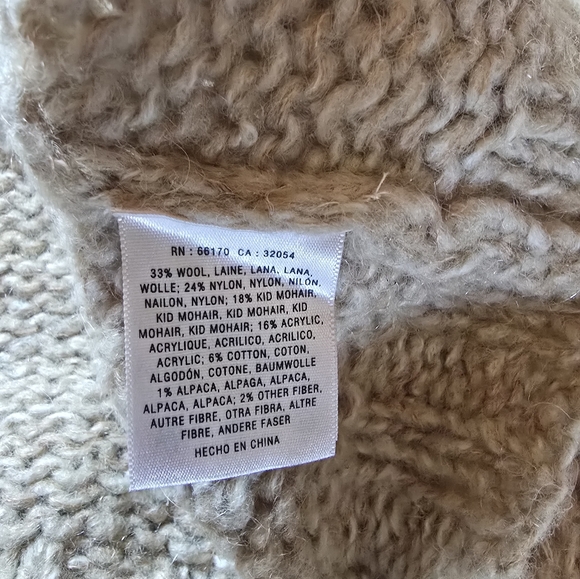 RN : 66170 CA : 32054
33% WOOL, LAINE, LANA, LANA,
WOLLE; 24% NYLON, NYLON, NILÓN,
NAILON, NYLON; 18% KID MOHAIR,
KID MOHAIR, KID MOHAIR, KID
MOHAIR, KID MOHAIR; 16% ACRYLIC,
ACRYLIQUE, ACRILICO, ACRILICO,
ACRYLIC; 6% COTTON, COTON,
ALGODÓN, COTONE, BAUMWOLLE
1% ALPACA, ALPAGA, ALPACA,
ALPACA, ALPACA; 2% OTHER FIBER,
AUTRE FIBRE, OTRA FIBRA, ALTRE
FIBRE, ANDERE FASER
HECHO EN CHINA